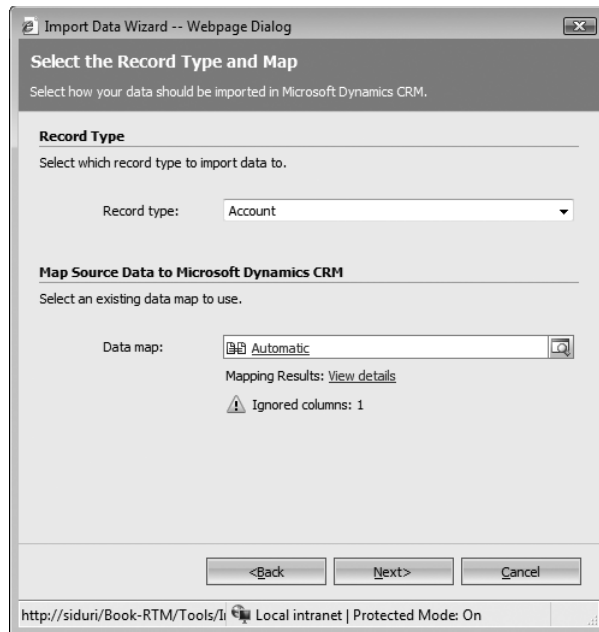 Import Data Wizard -- Webpage Dialog
Select the Record Type and Map
Select how your data should be imported in Microsoft Dynamics CRM.
Record Type
Select which record type to import data to.
Record type: Account
Map Source Data to Microsoft Dynamics CRM
Select an existing data map to use.
Data map: Automatic
Mapping Results: View details
Ignored columns: 1
<Back Next> Cancel
http://siduri/Book-RTM/Tools/ Local intranet | Protected Mode: On